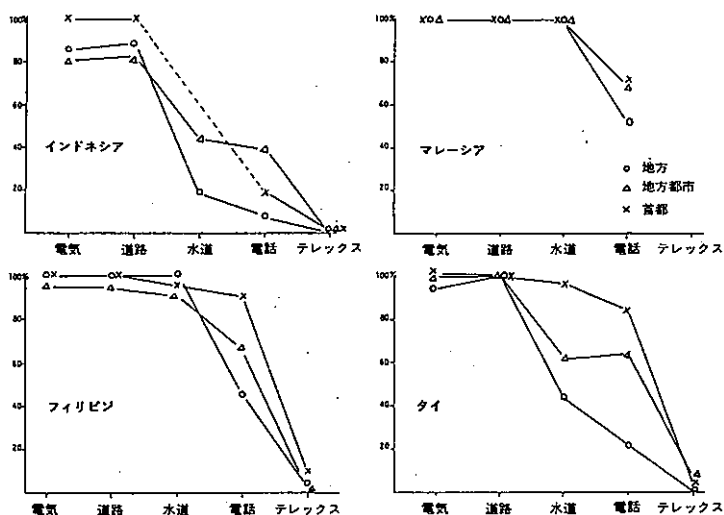 100%
80
60
40
20
インドネシア
電気 道路 水道 電話 テレックス
100%
80
60
40
20
マレーシア
地方
地方都市
首都
電気 道路 水道 電話 テレックス
100%
80
60
40
20
フィリピン
電気 道路 水道 電話 テレックス
100%
80
60
40
20
タイ
電気 道路 水道 電話 テレックス